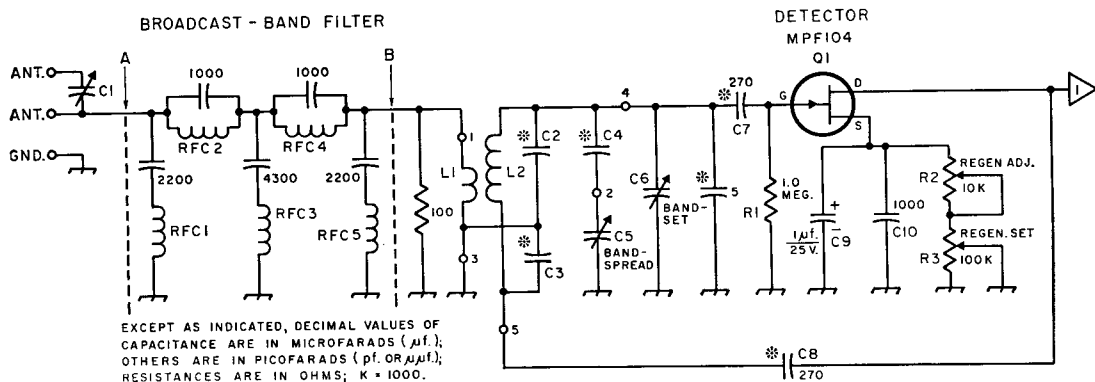 BROADCAST - BAND FILTER
DETECTOR
MPF104
Q1
ANT.
C1
ANT.
GND.
A
1000
1000
B
RFC2
RFC4
2200
4300
2200
RFC1
RFC3
RFC5
100
1
L1
3
L2
※
C2
※
C3
※
C4
2
C5
BAND-
SPREAD
4
C6
BAND-
SET
※
5
※
270
C7
G
D
S
1.0
MEG.
R1
+
1µf.
25V.
C9
1000
C10
REGEN ADJ.
R2
10K
REGEN. SET
R3
100K
1
5
※
C8
270
EXCEPT AS INDICATED, DECIMAL VALUES OF
CAPACITANCE ARE IN MICROFARADS (µf.);
OTHERS ARE IN PICOFARADS (pf. OR µµf.);
RESISTANCES ARE IN OHMS; K = 1000.